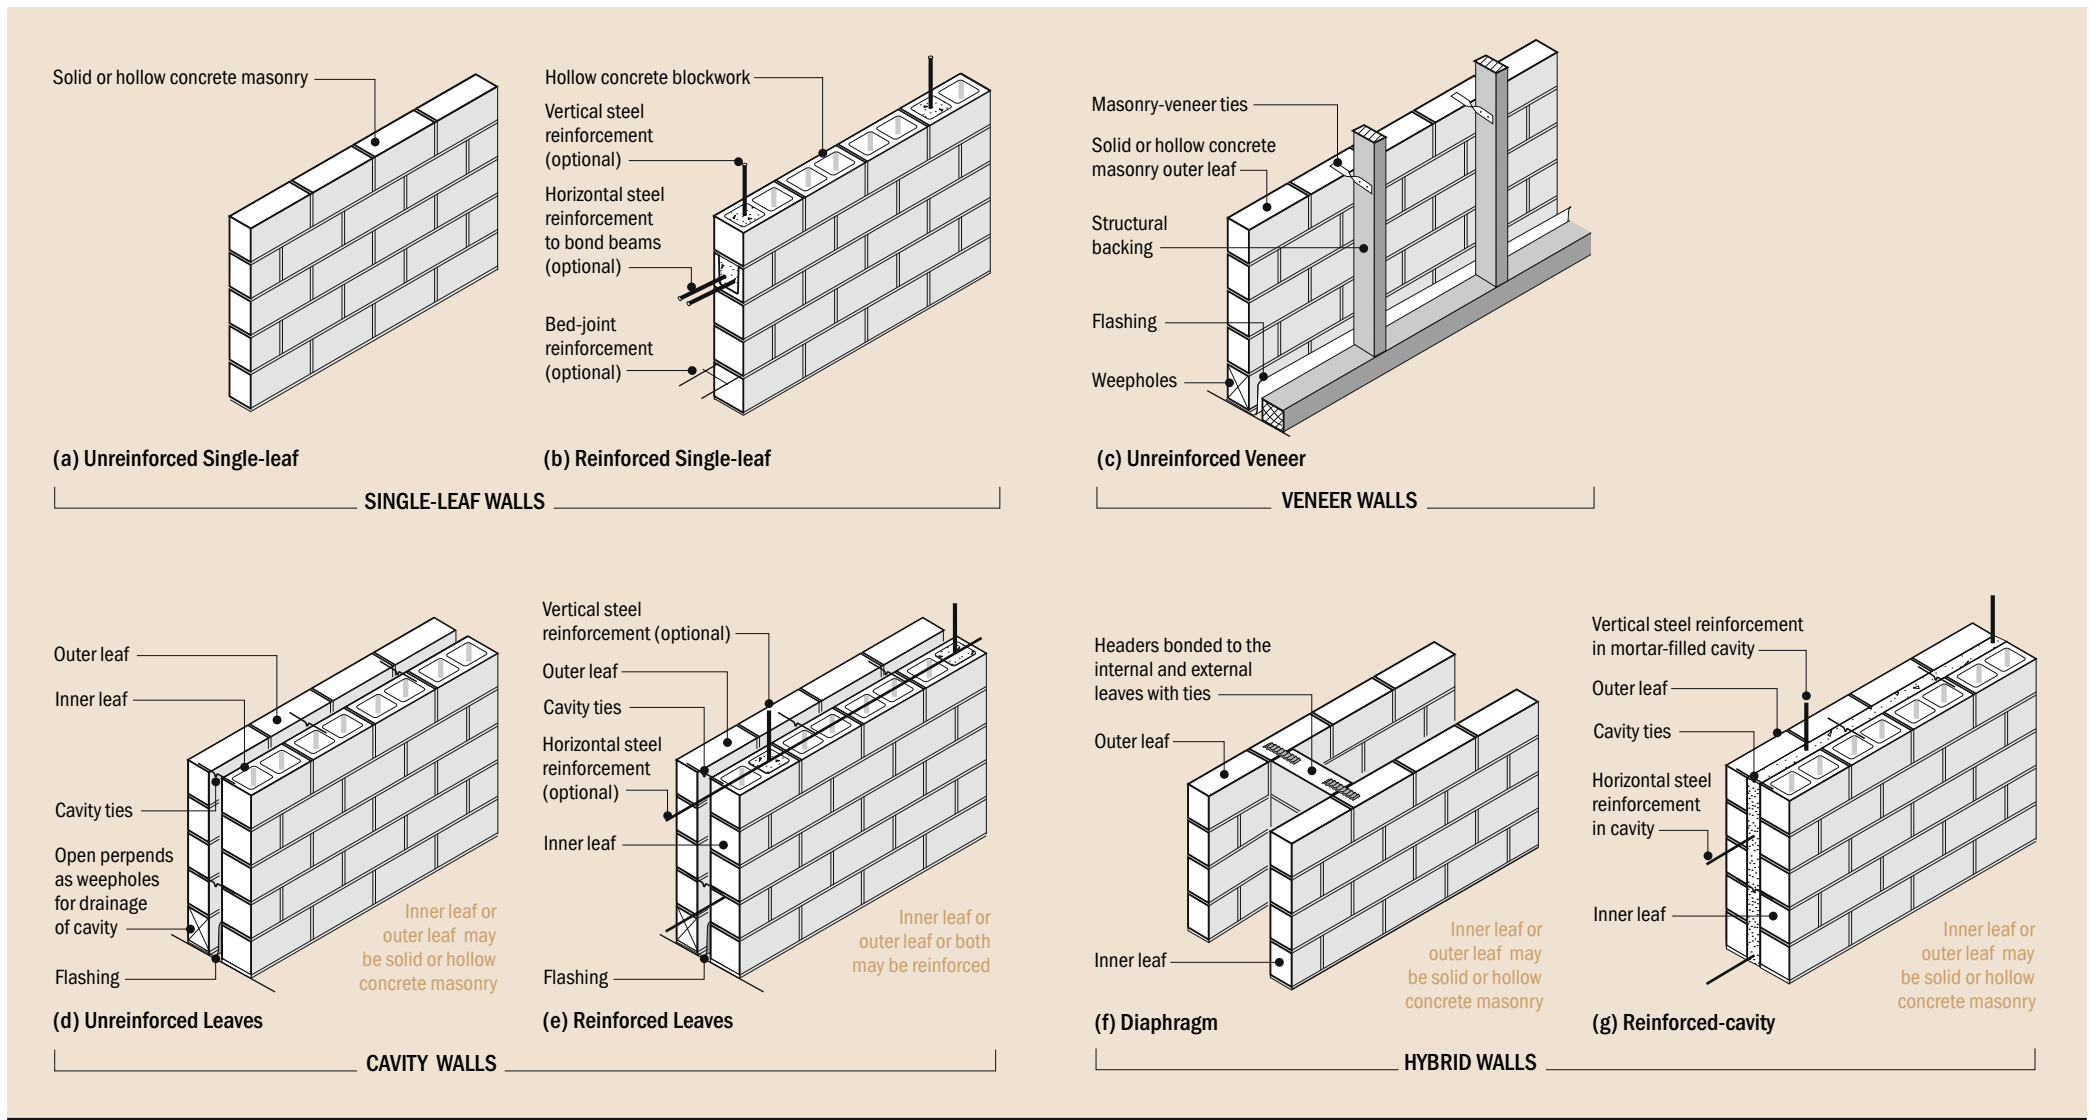 Solid or hollow concrete masonry
(a) Unreinforced Single-leaf
Hollow concrete blockwork
Vertical steel
reinforcement
(optional)
Horizontal steel
reinforcement
to bond beams
(optional)
Bed-joint
reinforcement
(optional)
(b) Reinforced Single-leaf
SINGLE-LEAF WALLS
Masonry-veneer ties
Solid or hollow concrete
masonry outer leaf
Structural
backing
Flashing
Weepholes
(c) Unreinforced Veneer
VENEER WALLS
Outer leaf
Inner leaf
Cavity ties
Open perpends
as weepholes
for drainage
of cavity
Flashing
Inner leaf or
outer leaf may
be solid or hollow
concrete masonry
(d) Unreinforced Leaves
Vertical steel
reinforcement (optional)
Outer leaf
Cavity ties
Horizontal steel
reinforcement
(optional)
Inner leaf
Flashing
Inner leaf or
outer leaf or both
may be reinforced
(e) Reinforced Leaves
CAVITY WALLS
Headers bonded to the
internal and external
leaves with ties
Outer leaf
Inner leaf
Inner leaf or
outer leaf may
be solid or hollow
concrete masonry
(f) Diaphragm
Vertical steel reinforcement
in mortar-filled cavity
Outer leaf
Cavity ties
Horizontal steel
reinforcement
in cavity
Inner leaf
Inner leaf or
outer leaf may
be solid or hollow
concrete masonry
(g) Reinforced-cavity
HYBRID WALLS